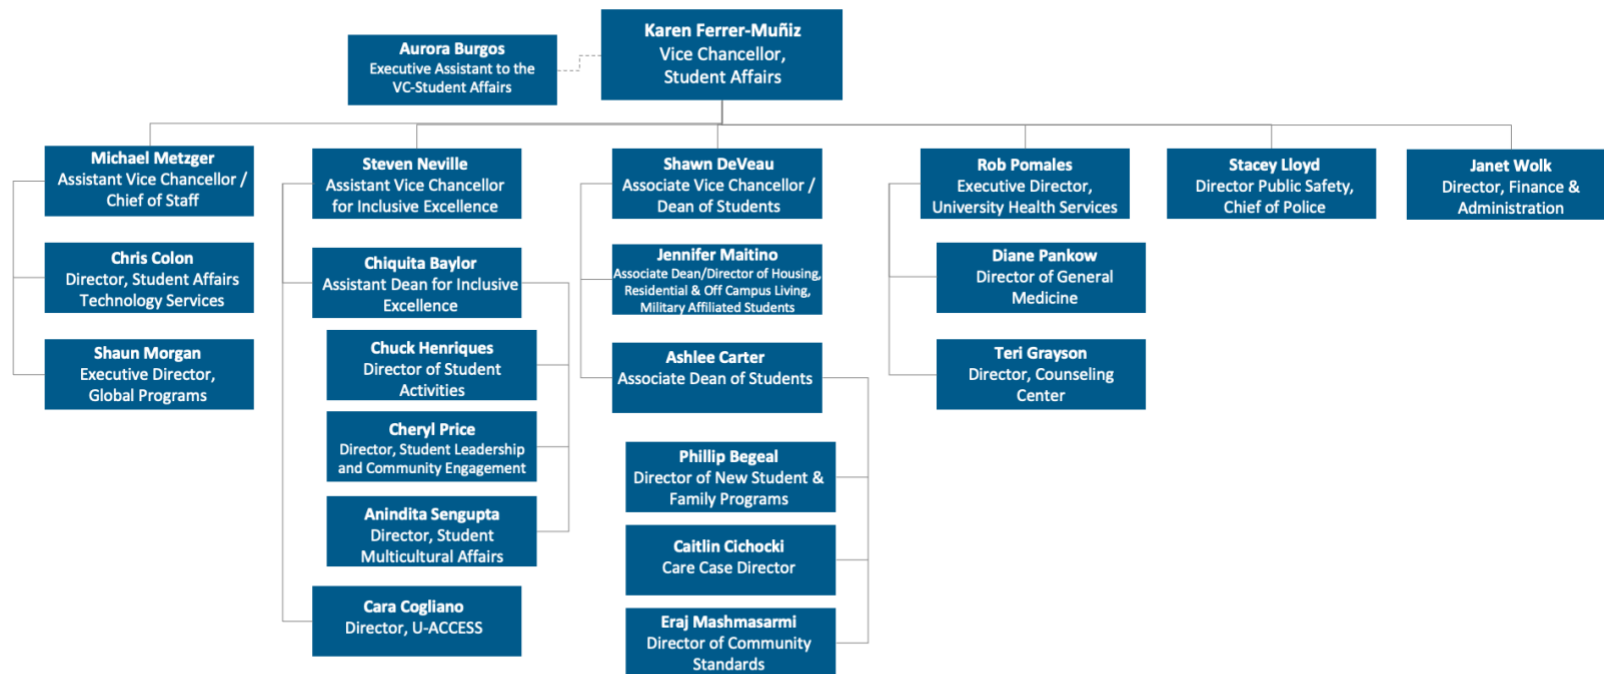 Karen Ferrer-Muñiz
Vice Chancellor,
Student Affairs
Aurora Burgos
Executive Assistant to the
VC-Student Affairs
Michael Metzger
Assistant Vice Chancellor /
Chief of Staff
Chris Colon
Director, Student Affairs
Technology Services
Shaun Morgan
Executive Director,
Global Programs
Steven Neville
Assistant Vice Chancellor
for Inclusive Excellence
Chiquita Baylor
Assistant Dean for Inclusive
Excellence
Chuck Henriques
Director of Student
Activities
Cheryl Price
Director, Student Leadership
and Community Engagement
Anindita Sengupta
Director, Student
Multicultural Affairs
Cara Cogliano
Director, U-ACCESS
Shawn DeVeau
Associate Vice Chancellor /
Dean of Students
Jennifer Maitino
Associate Dean/Director of Housing,
Residential & Off Campus Living,
Military Affiliated Students
Ashlee Carter
Associate Dean of Students
Phillip Begeal
Director of New Student &
Family Programs
Caitlin Cichocki
Care Case Director
Eraj Mashmasarmi
Director of Community
Standards
Rob Pomales
Executive Director,
University Health Services
Diane Pankow
Director of General
Medicine
Teri Grayson
Director, Counseling
Center
Stacey Lloyd
Director Public Safety,
Chief of Police
Janet Wolk
Director, Finance &
Administration